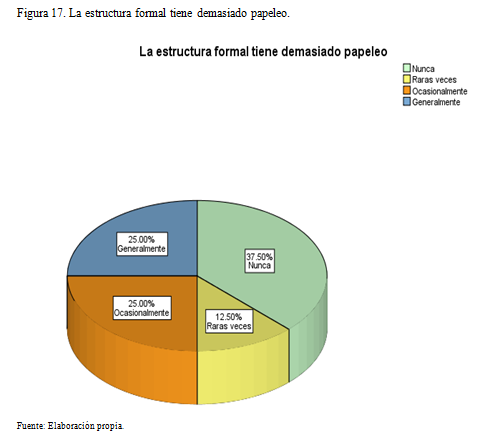 Figura 17. La estructura formal tiene demasiado papeleo.
La estructura formal tiene demasiado papeleo
Nunca
Raras veces
Ocasionalmente
Generalmente
25.00%
Generalmente
37.50%
Nunca
25.00%
Ocasionalmente
12.50%
Raras veces
Fuente: Elaboración propia.